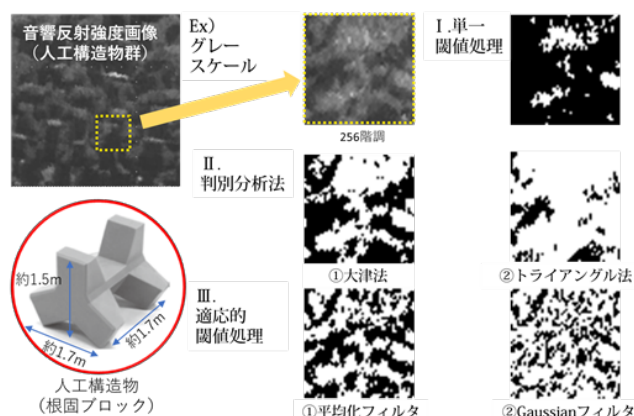 音響反射強度画像
（人工構造物群）
Ex）
グレー
スケール
256階調
Ⅰ.単一
閾値処理
Ⅱ.
判別分析法
①大津法
②トライアングル法
Ⅲ.
適応的
閾値処理
①平均化フィルタ
②Gaussianフィルタ
約1.5m
約1.7m
約1.7m
人工構造物
（根固ブロック）